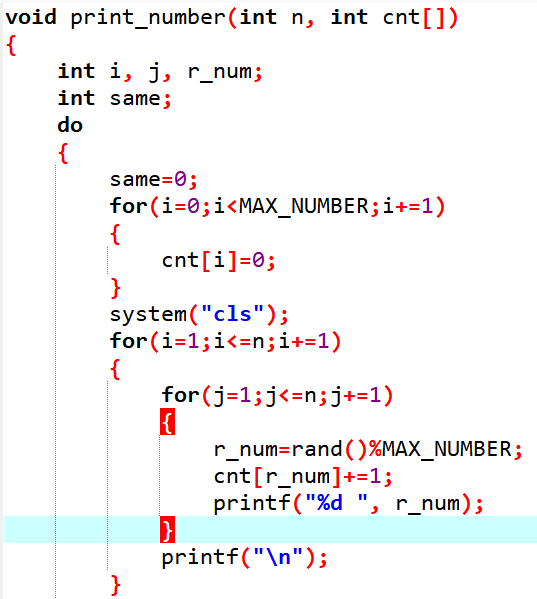 void print_number(int n, int cnt[])
{
    int i, j, r_num;
    int same;
    do
    {
        same=0;
        for(i=0;i<MAX_NUMBER;i+=1)
        {
            cnt[i]=0;
        }
        system("cls");
        for(i=1;i<=n;i+=1)
        {
            for(j=1;j<=n;j+=1)
            {
                r_num=rand()%MAX_NUMBER;
                cnt[r_num]+=1;
                printf("%d ", r_num);
            }
            printf("\n");
        }